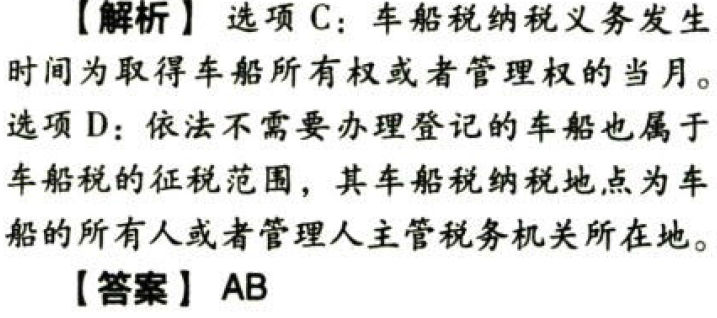 【解析】 选项 C：车船税纳税义务发生
时间为取得车船所有权或者管理权的当月。
选项 D：依法不需要办理登记的车船也属于
车船税的征税范围，其车船税纳税地点为车
船的所有人或者管理人主管税务机关所在地。
【答案】 AB